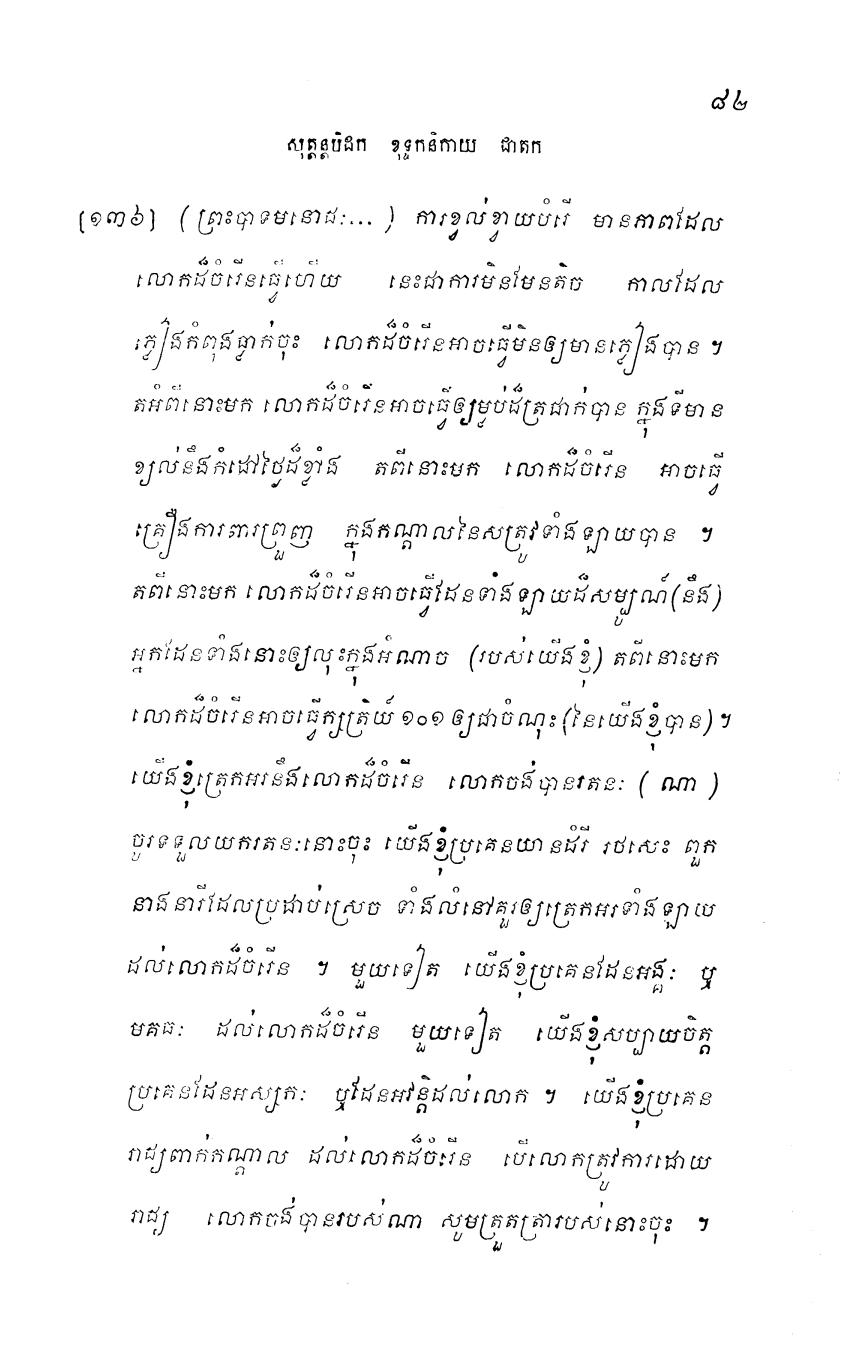 ៨២
សុត្តន្តបិដក ខុទ្ទកនិកាយ ជាតក
[១៣៦] (ព្រះបាទមនោជៈ...) ការខ្វល់ខ្វាយបំរើ មានភាពដែល
លោកដ៏ចំរើនធ្វើហើយ នេះជាការមិនមែនតិច កាលដែល
ភ្លៀងកំពុងធ្លាក់ចុះ លោកដ៏ចំរើនអាចធ្វើមិនឲ្យមានភ្លៀងបាន ។
តអំពីនោះមក លោកដ៏ចំរើនអាចធ្វើឲ្យម្លប់ដ៏ត្រជាក់បាន ក្នុងទីមាន
ខ្យល់នឹងកំដៅថ្ងៃដ៏ខ្លាំង តពីនោះមក លោកដ៏ចំរើន អាចធ្វើ
គ្រឿងការពារព្រួញ ក្នុងកណ្តាលនៃសត្រូវទាំងឡាយបាន ។
តពីនោះមក លោកដ៏ចំរើនអាចធ្វើដែនទាំងឡាយដ៏សម្បូណ៌(នឹង)
អ្នកដែនទាំងនោះឲ្យលុះក្នុងអំណាច (របស់យើងខ្ញុំ) តពីនោះមក
លោកដ៏ចំរើនអាចធ្វើក្សត្រិយ៍ ១០១ ឲ្យជាចំណុះ(នៃយើងខ្ញុំបាន) ។
យើងខ្ញុំត្រេកអរនឹងលោកដ៏ចំរើន លោកចង់បានរតនៈ ( ណា )
ចូរទទួលយករតនៈនោះចុះ យើងខ្ញុំប្រគេនយានដំរី រថសេះ ពួក
នាងនារីដែលប្រដាប់ស្រេច ទាំងលំនៅគួរឲ្យត្រេកអរទាំងឡាយ
ដល់លោកដ៏ចំរើន ។ មួយទៀត យើងខ្ញុំប្រគេនដែនអង្គៈ ឬ
មគធៈ ដល់លោកដ៏ចំរើន មួយទៀត យើងខ្ញុំសប្បាយចិត្ត
ប្រគេនដែនអស្សកៈ ឬដែនអវន្តិដល់លោក ។ យើងខ្ញុំប្រគេន
រាជ្យពាក់កណ្តាល ដល់លោកដ៏ចំរើន បើលោកត្រូវការដោយ
រាជ្យ លោកចង់បានរបស់ណា សូមត្រួតត្រារបស់នោះចុះ ។